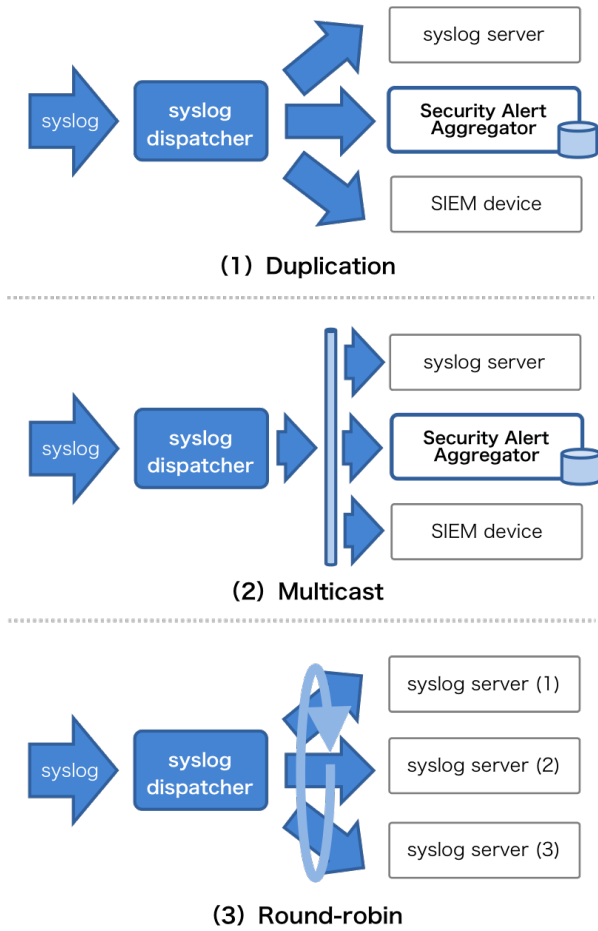 syslog server
syslog
syslog
dispatcher
Security Alert
Aggregator
SIEM device
(1) Duplication
syslog server
syslog
syslog
dispatcher
Security Alert
Aggregator
SIEM device
(2) Multicast
syslog server (1)
syslog
syslog
dispatcher
syslog server (2)
syslog server (3)
(3) Round-robin